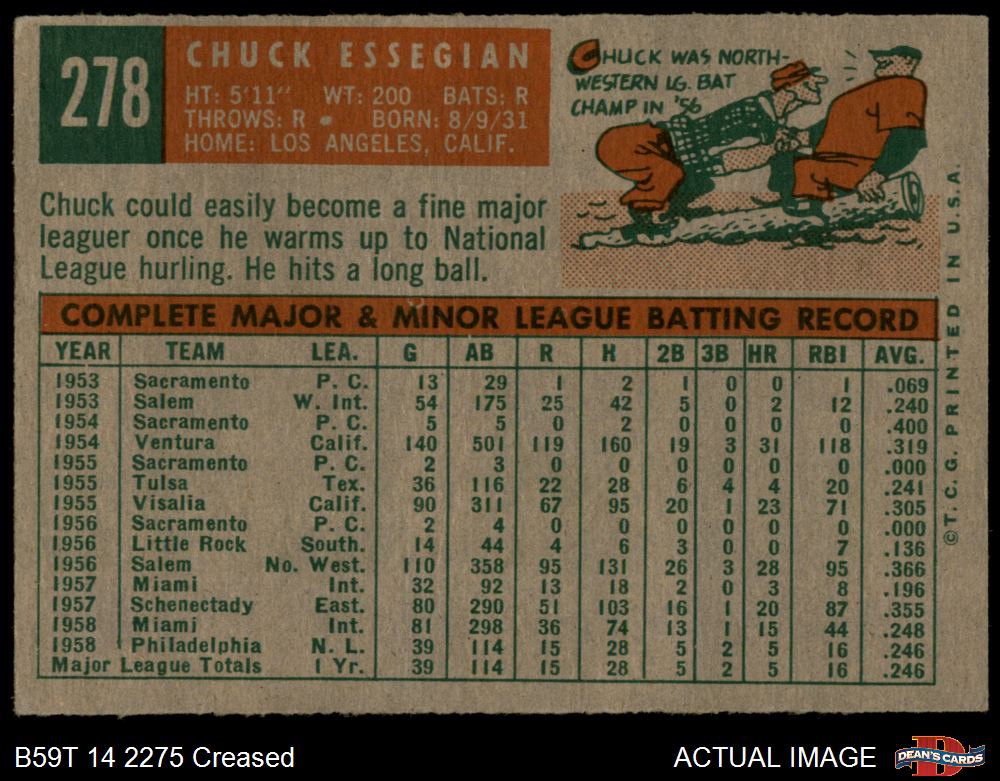 278
CHUCK ESSEGIAN
HT: 5'11" WT: 200 BATS: R
THROWS: R • BORN: 8/9/31
HOME: LOS ANGELES, CALIF.
CHUCK WAS NORTH-
WESTERN LG. BAT
CHAMP IN '56
Chuck could easily become a fine major
leaguer once he warms up to National
League hurling. He hits a long ball.
COMPLETE MAJOR & MINOR LEAGUE BATTING RECORD
YEAR TEAM LEA. G AB R H 2B 3B HR RBI AVG.
1953 Sacramento P. C. 13 29 1 2 1 0 0 1 .069
1953 Salem W. Int. 54 175 25 42 5 0 2 12 .240
1954 Sacramento P. C. 5 5 0 2 0 0 0 0 .400
1954 Ventura Calif. 140 501 119 160 19 3 31 118 .319
1955 Sacramento P. C. 2 3 0 0 0 0 0 0 .000
1955 Tulsa Tex. 36 116 22 28 6 4 4 20 .241
1955 Visalia Calif. 90 311 67 95 20 1 23 71 .305
1956 Sacramento P. C. 2 4 0 0 0 0 0 0 .000
1956 Little Rock South. 14 44 4 6 3 0 0 7 .136
1956 Salem No. West. 110 358 95 131 26 3 28 95 .366
1957 Miami Int. 32 92 13 18 2 0 3 8 .196
1957 Schenectady East. 80 290 51 103 16 1 20 87 .355
1958 Miami Int. 81 298 36 74 13 1 15 44 .248
1958 Philadelphia N. L. 39 114 15 28 5 2 5 16 .246
Major League Totals 1 Yr. 39 114 15 28 5 2 5 16 .246
© T. C. G. PRINTED IN U.S.A.
B59T 14 2275 Creased
ACTUAL IMAGE
D
DEAN'S CARDS